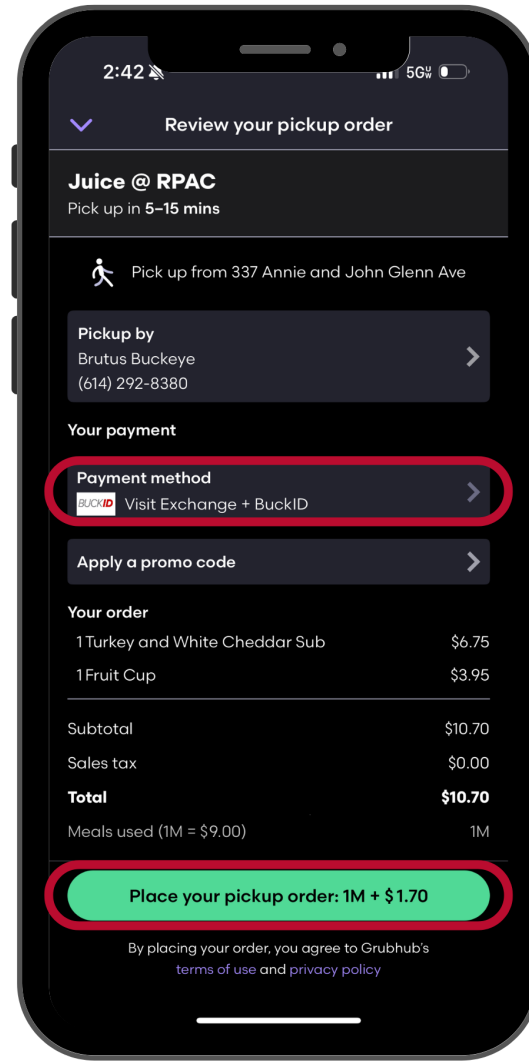 2:42 5G
Review your pickup order
Juice @ RPAC
Pick up in 5–15 mins
Pick up from 337 Annie and John Glenn Ave
Pickup by
Brutus Buckeye
(614) 292-8380
Your payment
Payment method
BUCKID Visit Exchange + BuckID
Apply a promo code
Your order
1 Turkey and White Cheddar Sub $6.75
1 Fruit Cup $3.95
Subtotal $10.70
Sales tax $0.00
Total $10.70
Meals used (1M = $9.00) 1M
Place your pickup order: 1M + $1.70
By placing your order, you agree to Grubhub's
terms of use and privacy policy